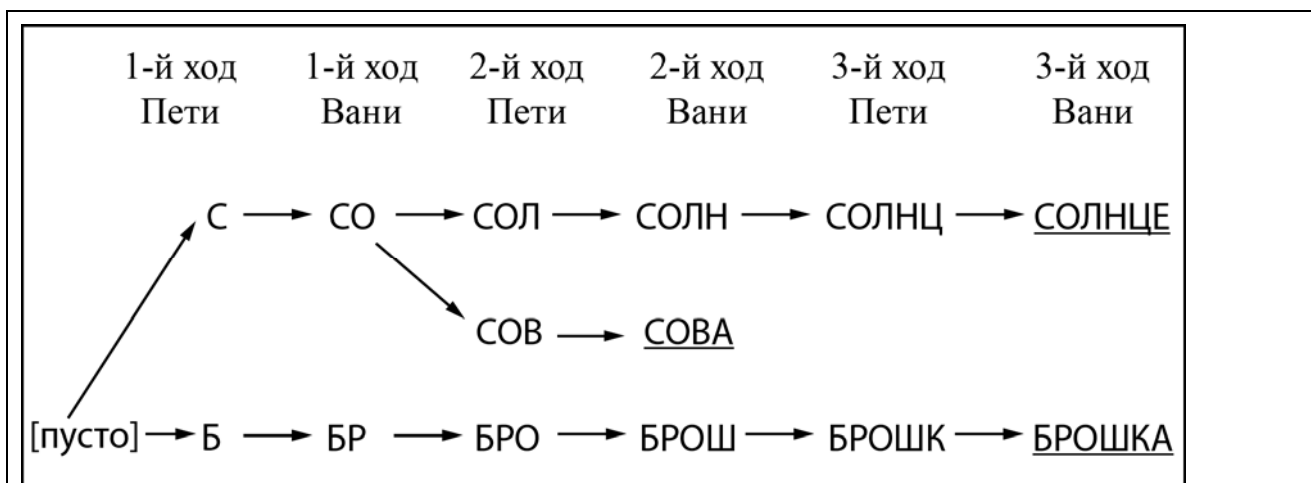 1-й ход 1-й ход 2-й ход 2-й ход 3-й ход 3-й ход
Пети Вани Пети Вани Пети Вани
С СО СОЛ СОЛН СОЛНЦ СОЛНЦЕ
СОВ СОВА
[пусто] Б БР БРО БРОШ БРОШК БРОШКА